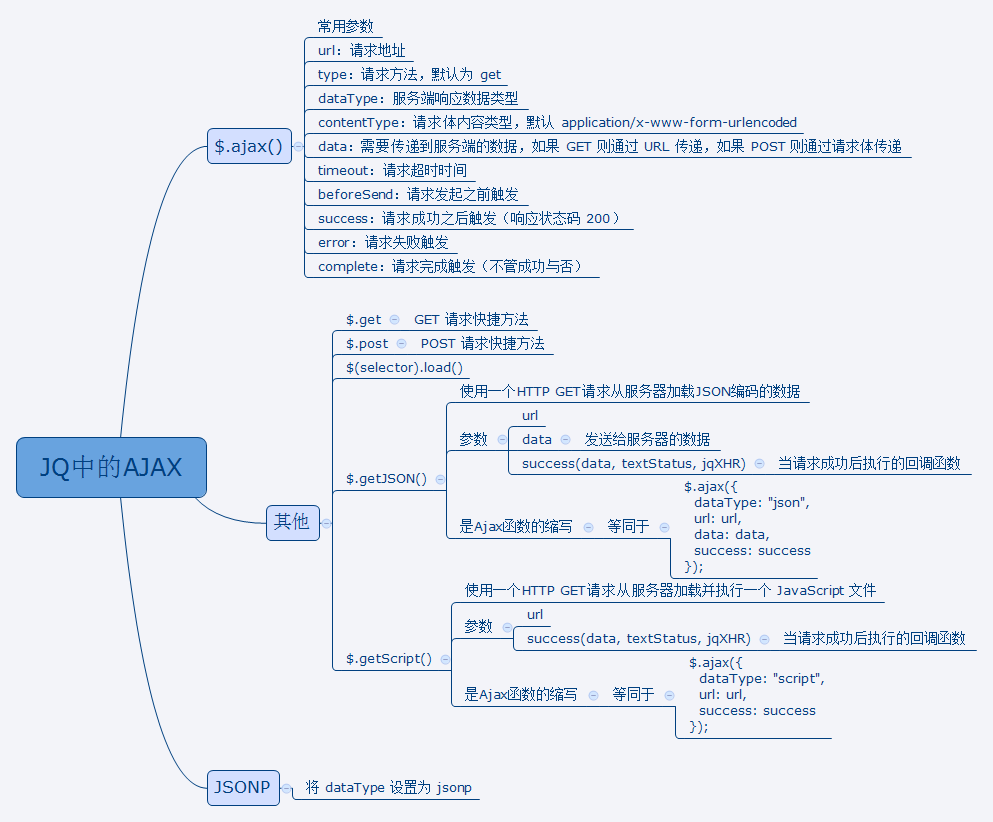 JQ中的AJAX
$.ajax()
常用参数
url：请求地址
type：请求方法，默认为 get
dataType：服务端响应数据类型
contentType：请求体内容类型，默认 application/x-www-form-urlencoded
data：需要传递到服务端的数据，如果 GET 则通过 URL 传递，如果 POST 则通过请求体传递
timeout：请求超时时间
beforeSend：请求发起之前触发
success：请求成功之后触发（响应状态码 200）
error：请求失败触发
complete：请求完成触发（不管成功与否）
其他
$.get GET 请求快捷方法
$.post POST 请求快捷方法
$(selector).load()
$.getJSON()
使用一个HTTP GET请求从服务器加载JSON编码的数据
参数
url
data 发送给服务器的数据
success(data, textStatus, jqXHR) 当请求成功后执行的回调函数
是Ajax函数的缩写 等同于
$.ajax({
dataType: "json",
url: url,
data: data,
success: success
});
$.getScript()
使用一个HTTP GET请求从服务器加载并执行一个 JavaScript 文件
参数
url
success(data, textStatus, jqXHR) 当请求成功后执行的回调函数
是Ajax函数的缩写 等同于
$.ajax({
dataType: "script",
url: url,
success: success
});
JSONP
将 dataType 设置为 jsonp